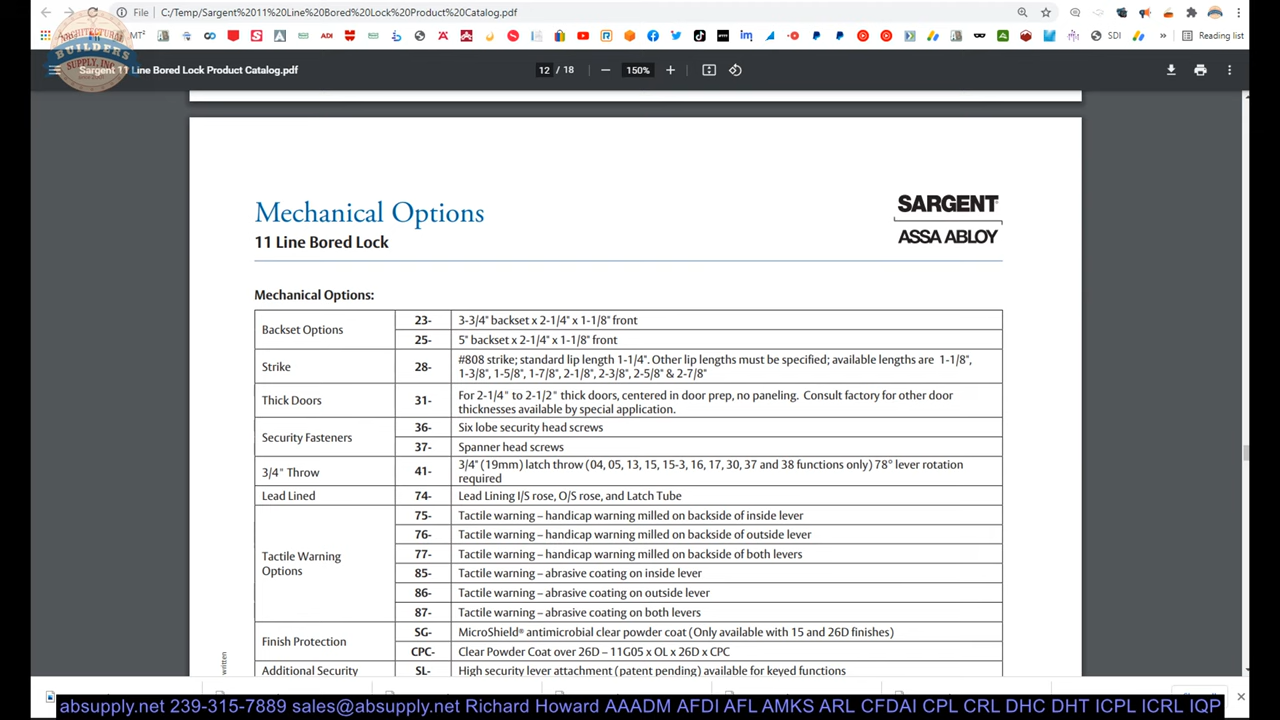 File
C:/Temp/Sargent%2011%20Line%20Bored%20Lock%20Product%20Catalog.pdf
MT²
ADI
SDI
Reading list
ARCHITECTURAL
BUILDERS
SUPPLY, INC
Sargent 11 Line Bored Lock Product Catalog.pdf
12 / 18
150%
Mechanical Options
11 Line Bored Lock
SARGENT
ASSA ABLOY
Mechanical Options:
Backset Options
23- 3-3/4" backset x 2-1/4" x 1-1/8" front
25- 5" backset x 2-1/4" x 1-1/8" front
Strike 28- #808 strike; standard lip length 1-1/4". Other lip lengths must be specified; available lengths are 1-1/8",
1-3/8", 1-5/8", 1-7/8", 2-1/8", 2-3/8", 2-5/8" & 2-7/8"
Thick Doors 31- For 2-1/4" to 2-1/2" thick doors, centered in door prep, no paneling. Consult factory for other door
thicknesses available by special application.
Security Fasteners
36- Six lobe security head screws
37- Spanner head screws
3/4" Throw 41- 3/4" (19mm) latch throw (04, 05, 13, 15, 15-3, 16, 17, 30, 37 and 38 functions only) 78° lever rotation
required
Lead Lined 74- Lead Lining I/S rose, O/S rose, and Latch Tube
Tactile Warning
Options
75- Tactile warning – handicap warning milled on backside of inside lever
76- Tactile warning – handicap warning milled on backside of outside lever
77- Tactile warning – handicap warning milled on backside of both levers
85- Tactile warning – abrasive coating on inside lever
86- Tactile warning – abrasive coating on outside lever
87- Tactile warning – abrasive coating on both levers
Finish Protection
SG- MicroShield® antimicrobial clear powder coat (Only available with 15 and 26D finishes)
CPC- Clear Powder Coat over 26D – 11G05 x OL x 26D x CPC
Additional Security SL- High security lever attachment (patent pending) available for keyed functions
written
absupply.net 239-315-7889 sales@absupply.net Richard Howard AAADM AFDI AFL AMKS ARL CFDAI CPL CRL DHC DHT ICPL ICRL IQP